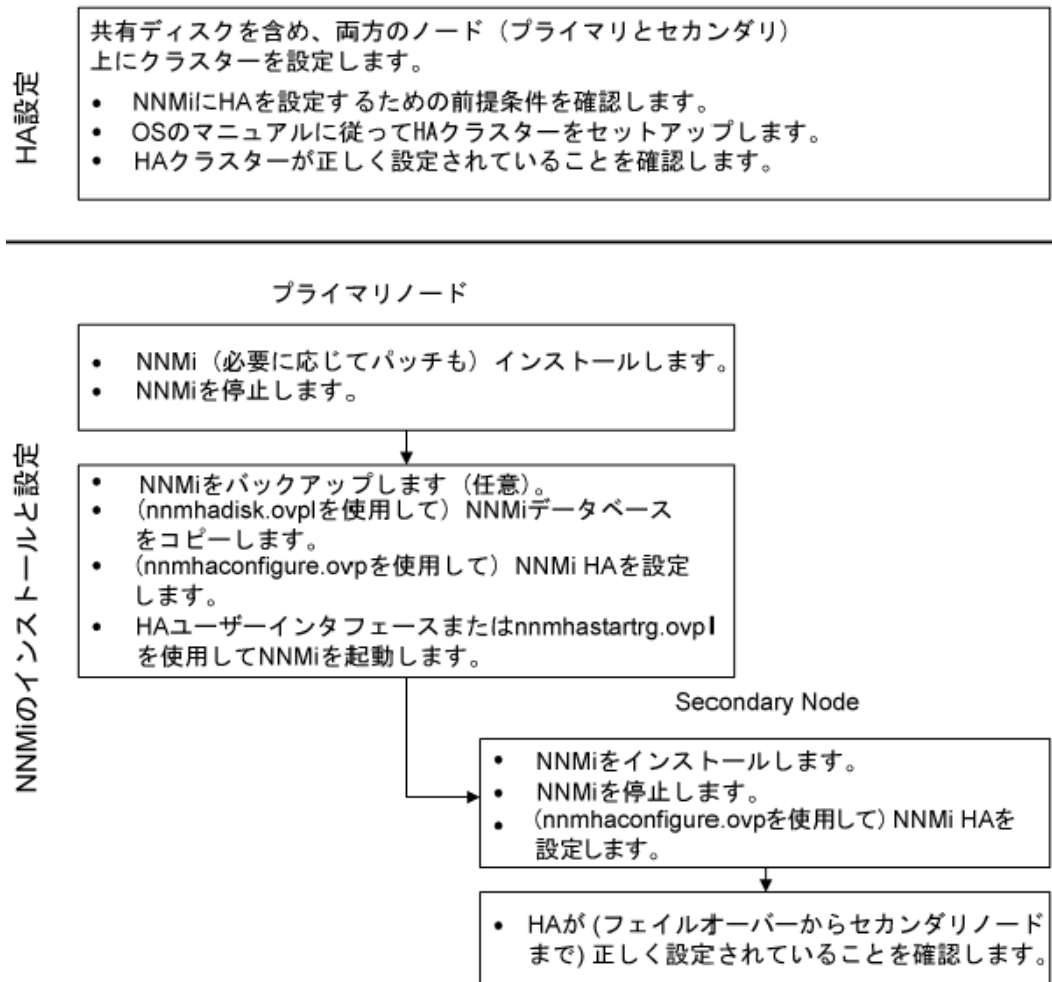 HA設定
共有ディスクを含め、両方のノード（プライマリとセカンダリ）
上にクラスターを設定します。
• NNMiにHAを設定するための前提条件を確認します。
• OSのマニュアルに従ってHAクラスターをセットアップします。
• HAクラスターが正しく設定されていることを確認します。
NNMiのインストールと設定
プライマリノード
• NNMi（必要に応じてパッチも）インストールします。
• NNMiを停止します。
• NNMiをバックアップします（任意）。
• (nnmhadisk.ovplを使用して）NNMiデータベース
をコピーします。
• (nnmhaconfigure.ovpを使用して）NNMi HAを設定
します。
• HAユーザーインタフェースまたはnnmhastartrg.ovpl
を使用してNNMiを起動します。
Secondary Node
• NNMiをインストールします。
• NNMiを停止します。
• (nnmhaconfigure.ovpを使用して) NNMi HAを
設定します。
• HAが (フェイルオーバーからセカンダリノード
まで) 正しく設定されていることを確認します。